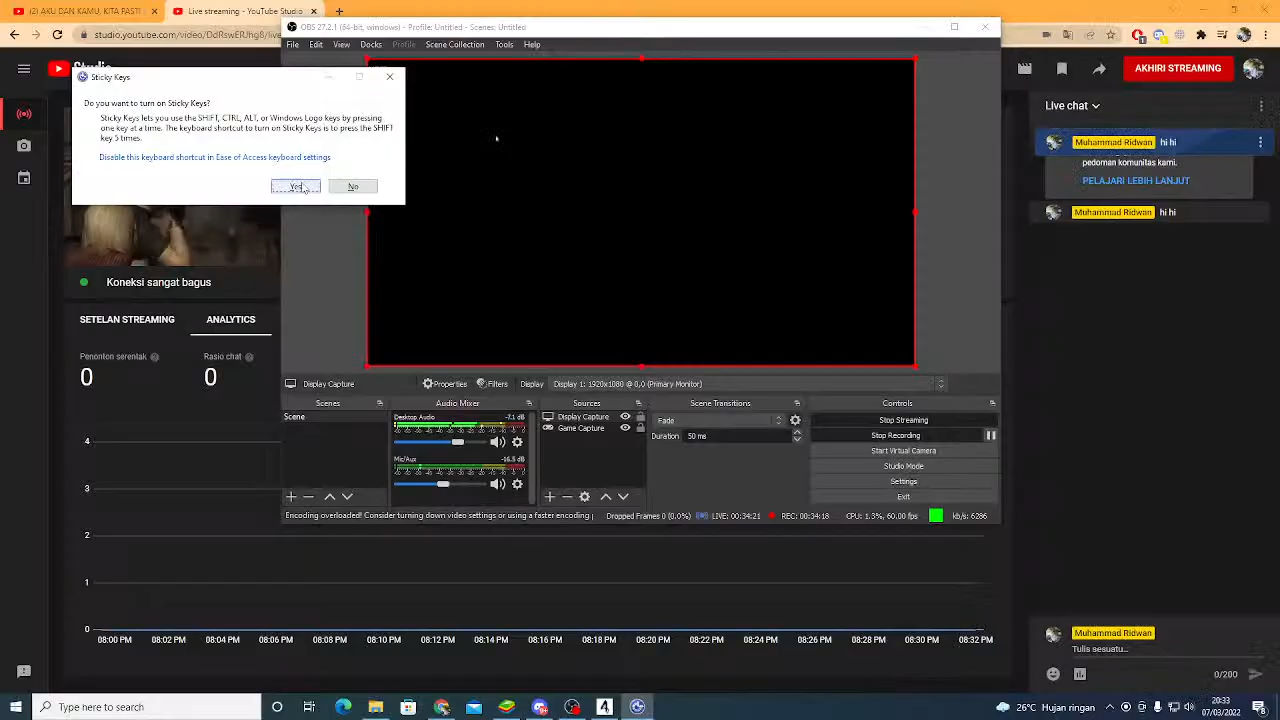 (2) AKU DAN KAMU, KITA PASTI
Live streaming - YouTube Studio
studio.youtube.com/video/
OBS 27.2.1 (64-bit, windows) - Profile: Untitled - Scenes: Untitled
File Edit View Docks Profile Scene Collection Tools Help
AKHIRI STREAMING
Sticky Keys
Do you want to turn on Sticky Keys?
Sticky Keys lets you use the SHIFT, CTRL, ALT, or Windows Logo keys by pressing
one key at a time. The keyboard shortcut to turn on Sticky Keys is to press the SHIFT
key 5 times.
Disable this keyboard shortcut in Ease of Access keyboard settings
Yes No
Live chat
Muhammad Ridwan hi hi
pedoman komunitas kami.
PELAJARI LEBIH LANJUT
Muhammad Ridwan hi hi
Koneksi sangat bagus
SETELAN STREAMING ANALYTICS
Penonton serentak Rasio chat
0 0
Display Capture Properties Filters Display Display 1: 1920x1080 @ 0,0 (Primary Monitor)
Scenes Audio Mixer Sources Scene Transitions Controls
Scene
Desktop Audio -7.1 dB
Mic/Aux -16.5 dB
Display Capture
Game Capture
Fade
Duration 50 ms
Stop Streaming
Stop Recording
Start Virtual Camera
Studio Mode
Settings
Exit
Encoding overloaded! Consider turning down video settings or using a faster encoding Dropped Frames 0 (0.0%) LIVE: 00:34:21 REC: 00:34:18 CPU: 1.3%, 60.00 fps kb/s: 6286
4
3
2
1
0
08:00 PM 08:02 PM 08:04 PM 08:06 PM 08:08 PM 08:10 PM 08:12 PM 08:14 PM 08:16 PM 08:18 PM 08:20 PM 08:22 PM 08:24 PM 08:26 PM 08:28 PM 08:30 PM 08:32 PM
Muhammad Ridwan
Tulis sesuatu...
0/200
Type here to search
26°C Hujan ringan
20:33
07/03/2022